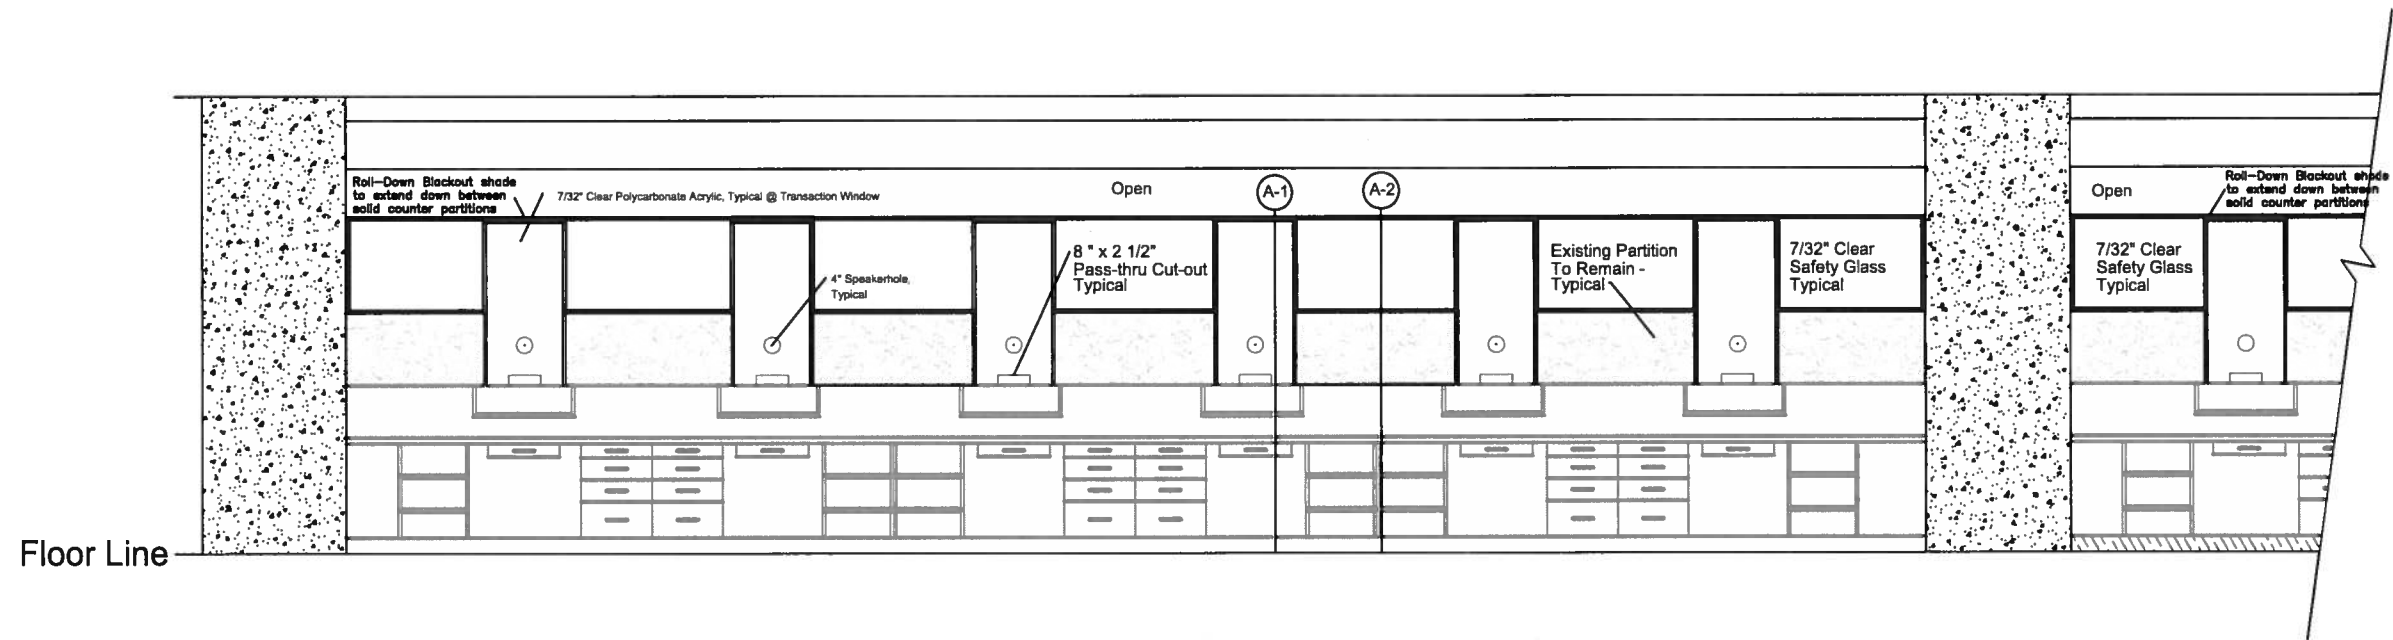 Roll-Down Blackout shade
to extend down between
solid counter partitions
7/32" Clear Polycarbonate Acrylic, Typical @ Transaction Window
Open
A-1
A-2
Open
Roll-Down Blackout shade
to extend down between
solid counter partitions
4" Speakerhole,
Typical
8 " x 2 1/2"
Pass-thru Cut-out
Typical
Existing Partition
To Remain -
Typical
7/32" Clear
Safety Glass
Typical
7/32" Clear
Safety Glass
Typical
Floor Line